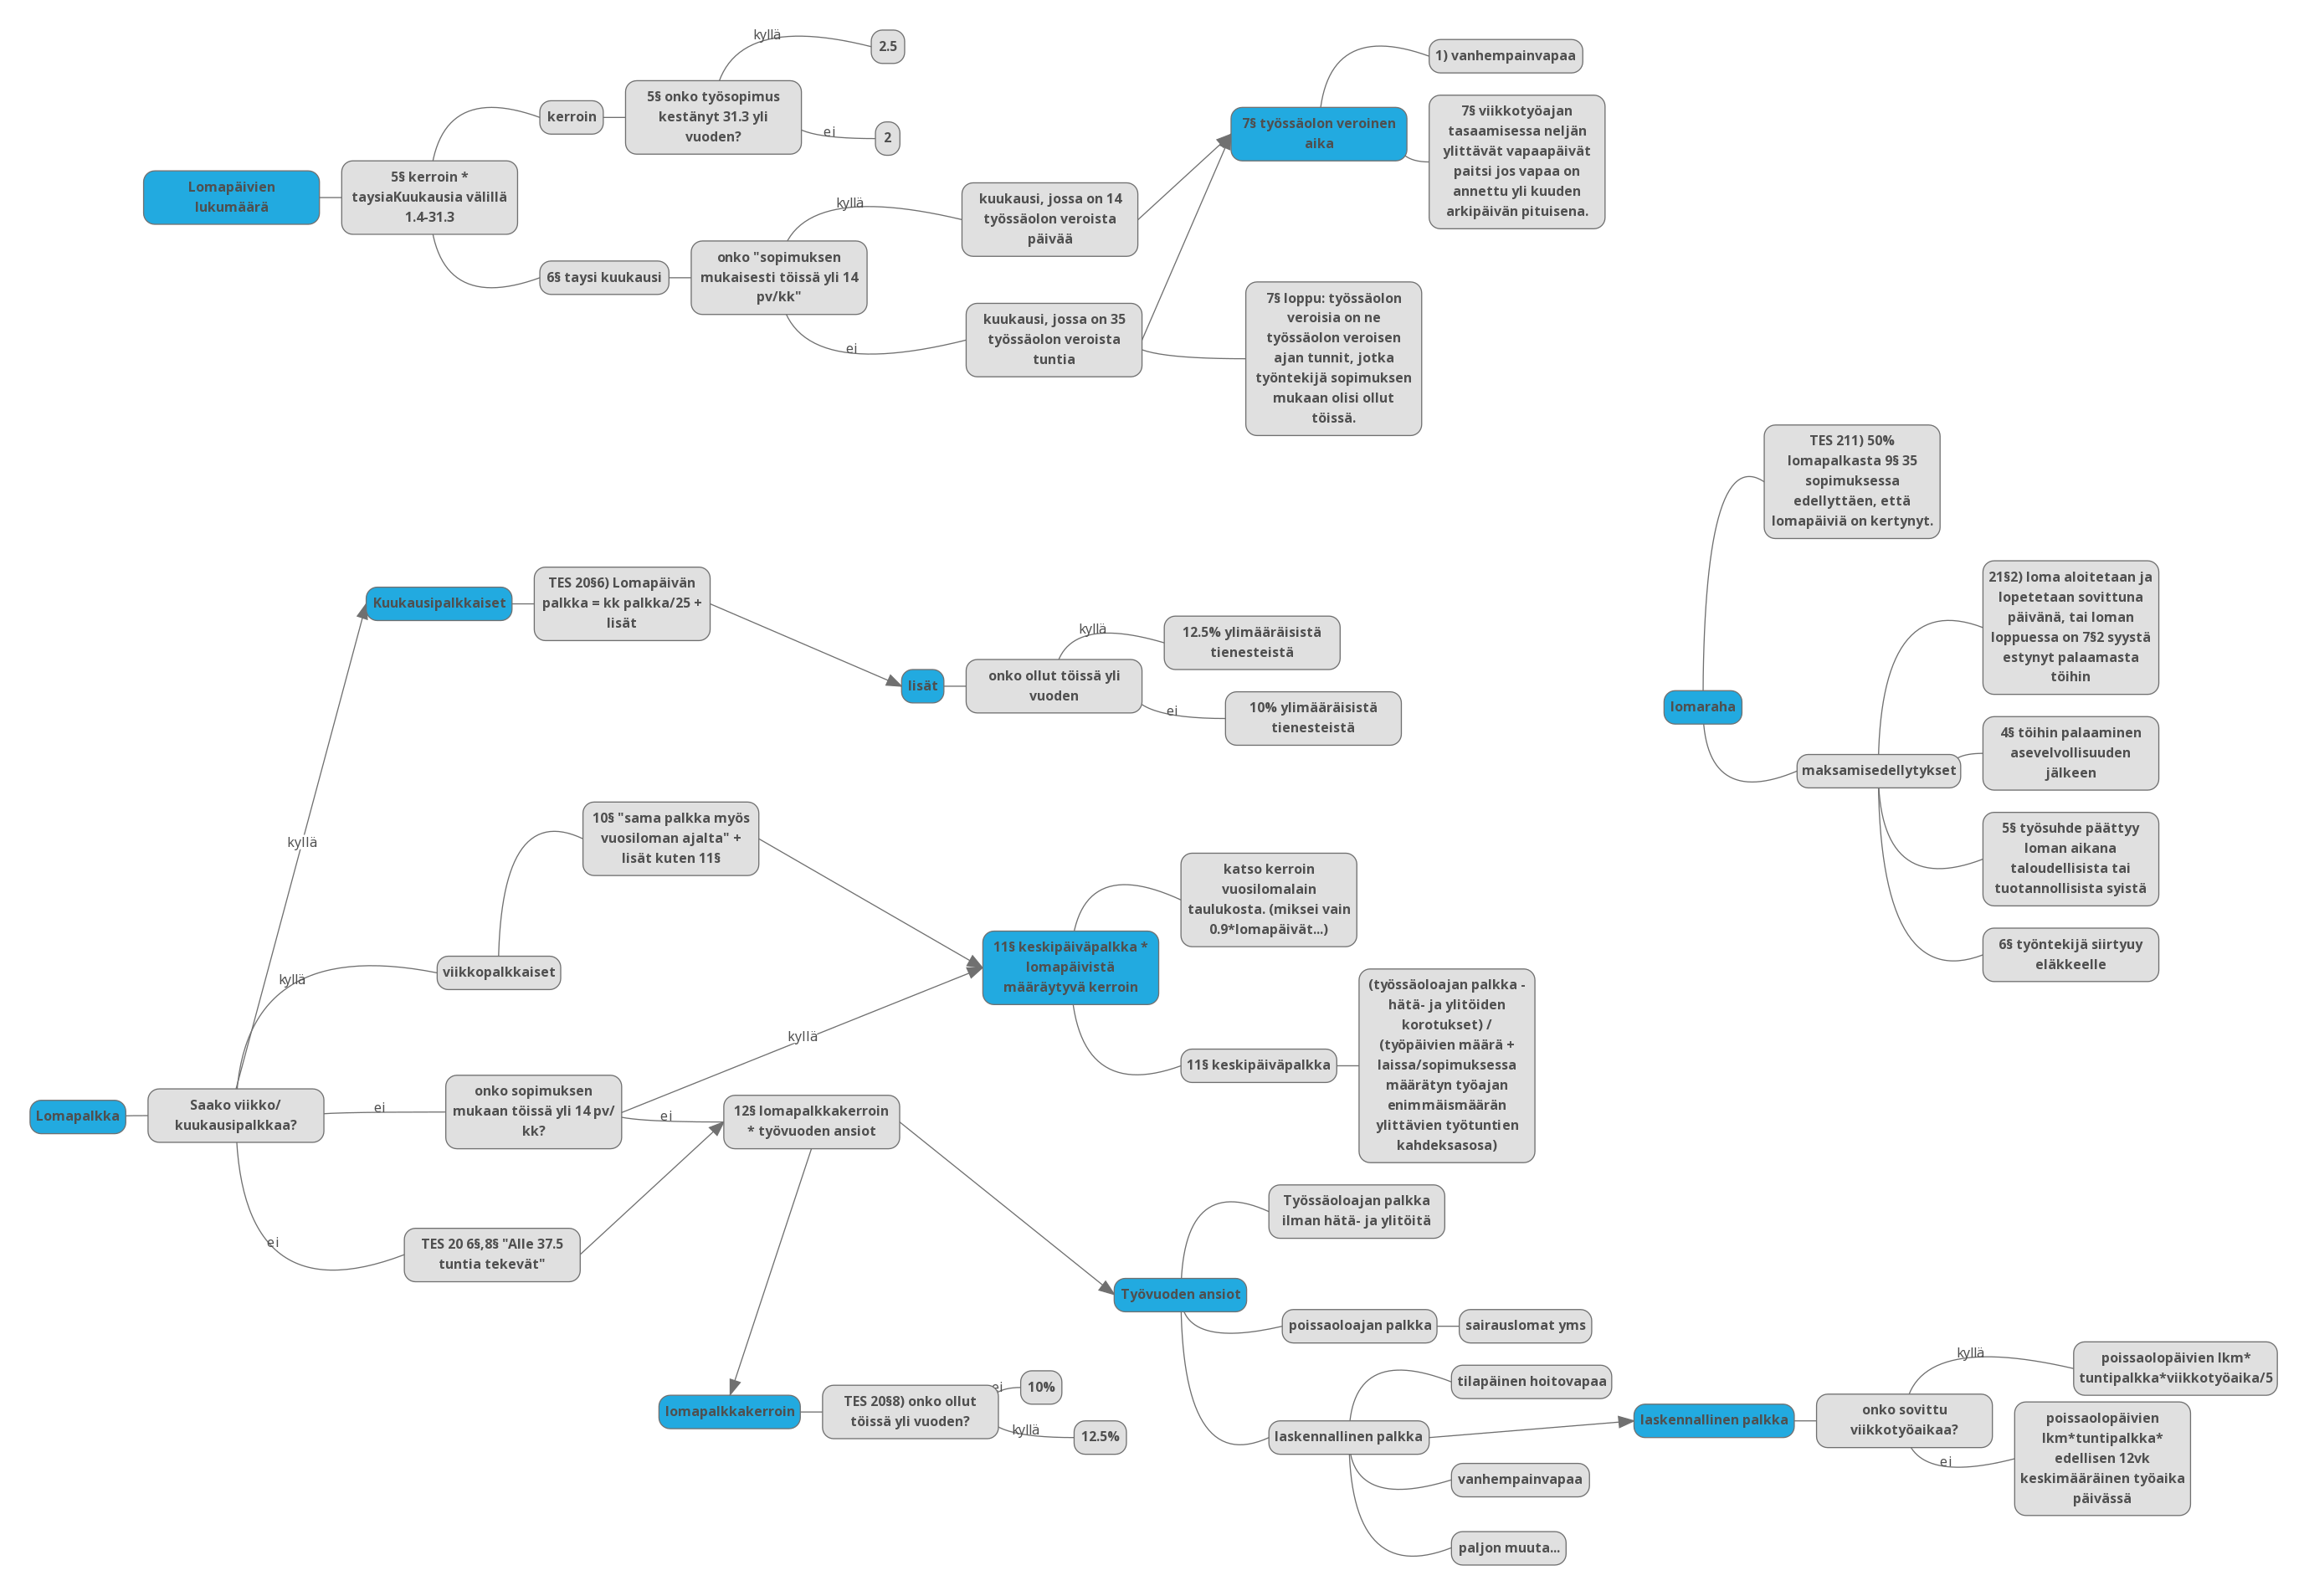 Lomapäivien
lukumäärä
5§ kerroin *
taysiaKuukausia välillä
1.4-31.3
kerroin
5§ onko työsopimus
kestänyt 31.3 yli
vuoden?
kyllä
2.5
ei
2
6§ taysi kuukausi
onko "sopimuksen
mukaisesti töissä yli 14
pv/kk"
kyllä
kuukausi, jossa on 14
työssäolon veroista
päivää
ei
kuukausi, jossa on 35
työssäolon veroista
tuntia
7§ työssäolon veroinen
aika
1) vanhempainvapaa
7§ viikkotyöajan
tasaamisessa neljän
ylittävät vapaapäivät
paitsi jos vapaa on
annettu yli kuuden
arkipäivän pituisena.
7§ loppu: työssäolon
veroisia on ne
työssäolon veroisen
ajan tunnit, jotka
työntekijä sopimuksen
mukaan olisi ollut
töissä.
lomaraha
TES 211) 50%
lomapalkasta 9§ 35
sopimuksessa
edellyttäen, että
lomapäiviä on kertynyt.
maksamisedellytykset
21§2) loma aloitetaan ja
lopetetaan sovittuna
päivänä, tai loman
loppuessa on 7§2 syystä
estynyt palaamasta
töihin
4§ töihin palaaminen
asevelvollisuuden
jälkeen
5§ työsuhde päättyy
loman aikana
taloudellisista tai
tuotannollisista syistä
6§ työntekijä siirtyuy
eläkkeelle
Lomapalkka
Saako viikko/
kuukausipalkkaa?
kyllä
Kuukausipalkkaiset
TES 20§6) Lomapäivän
palkka = kk palkka/25 +
lisät
lisät
onko ollut töissä yli
vuoden
kyllä
12.5% ylimääräisistä
tienesteistä
ei
10% ylimääräisistä
tienesteistä
kyllä
viikkopalkkaiset
10§ "sama palkka myös
vuosiloman ajalta" +
lisät kuten 11§
ei
onko sopimuksen
mukaan töissä yli 14 pv/
kk?
kyllä
11§ keskipäiväpalkka *
lomapäivistä
määräytyvä kerroin
katso kerroin
vuosilomalain
taulukosta. (miksei vain
0.9*lomapäivät...)
11§ keskipäiväpalkka
(työssäoloajan palkka -
hätä- ja ylitöiden
korotukset) /
(työpäivien määrä +
laissa/sopimuksessa
määrätyn työajan
enimmäismäärän
ylittävien työtuntien
kahdeksasosa)
ei
12§ lomapalkkakerroin
* työvuoden ansiot
ei
TES 20 6§,8§ "Alle 37.5
tuntia tekevät"
lomapalkkakerroin
TES 20§8) onko ollut
töissä yli vuoden?
ei
10%
kyllä
12.5%
Työvuoden ansiot
Työssäoloajan palkka
ilman hätä- ja ylitöitä
poissaoloajan palkka
sairauslomat yms
laskennallinen palkka
tilapäinen hoitovapaa
vanhempainvapaa
paljon muuta...
laskennallinen palkka
onko sovittu
viikkotyöaikaa?
kyllä
poissaolopäivien lkm*
tuntipalkka*viikkotyöaika/5
ei
poissaolopäivien
lkm*tuntipalkka*
edellisen 12vk
keskimääräinen työaika
päivässä